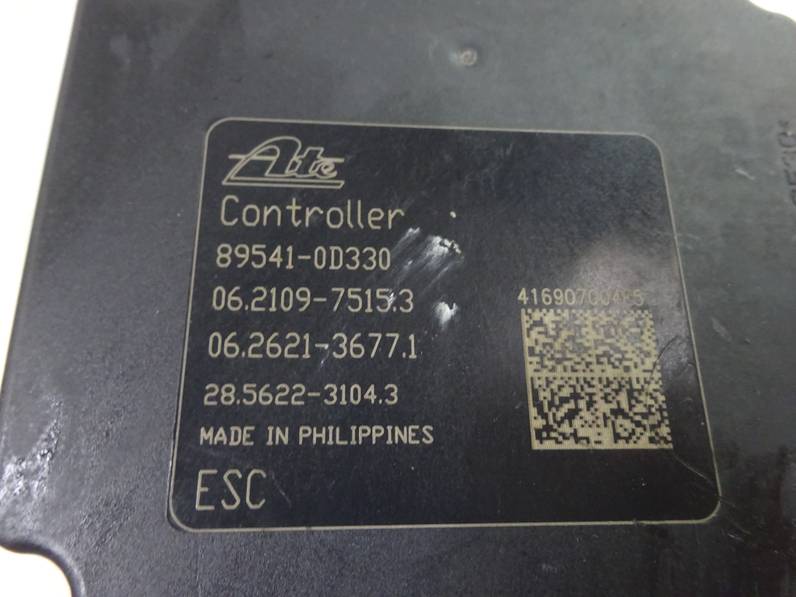 Ate
Controller
89541-0D330
06.2109-7515.3
06.2621-3677.1
28.5622-3104.3
MADE IN PHILIPPINES
ESC